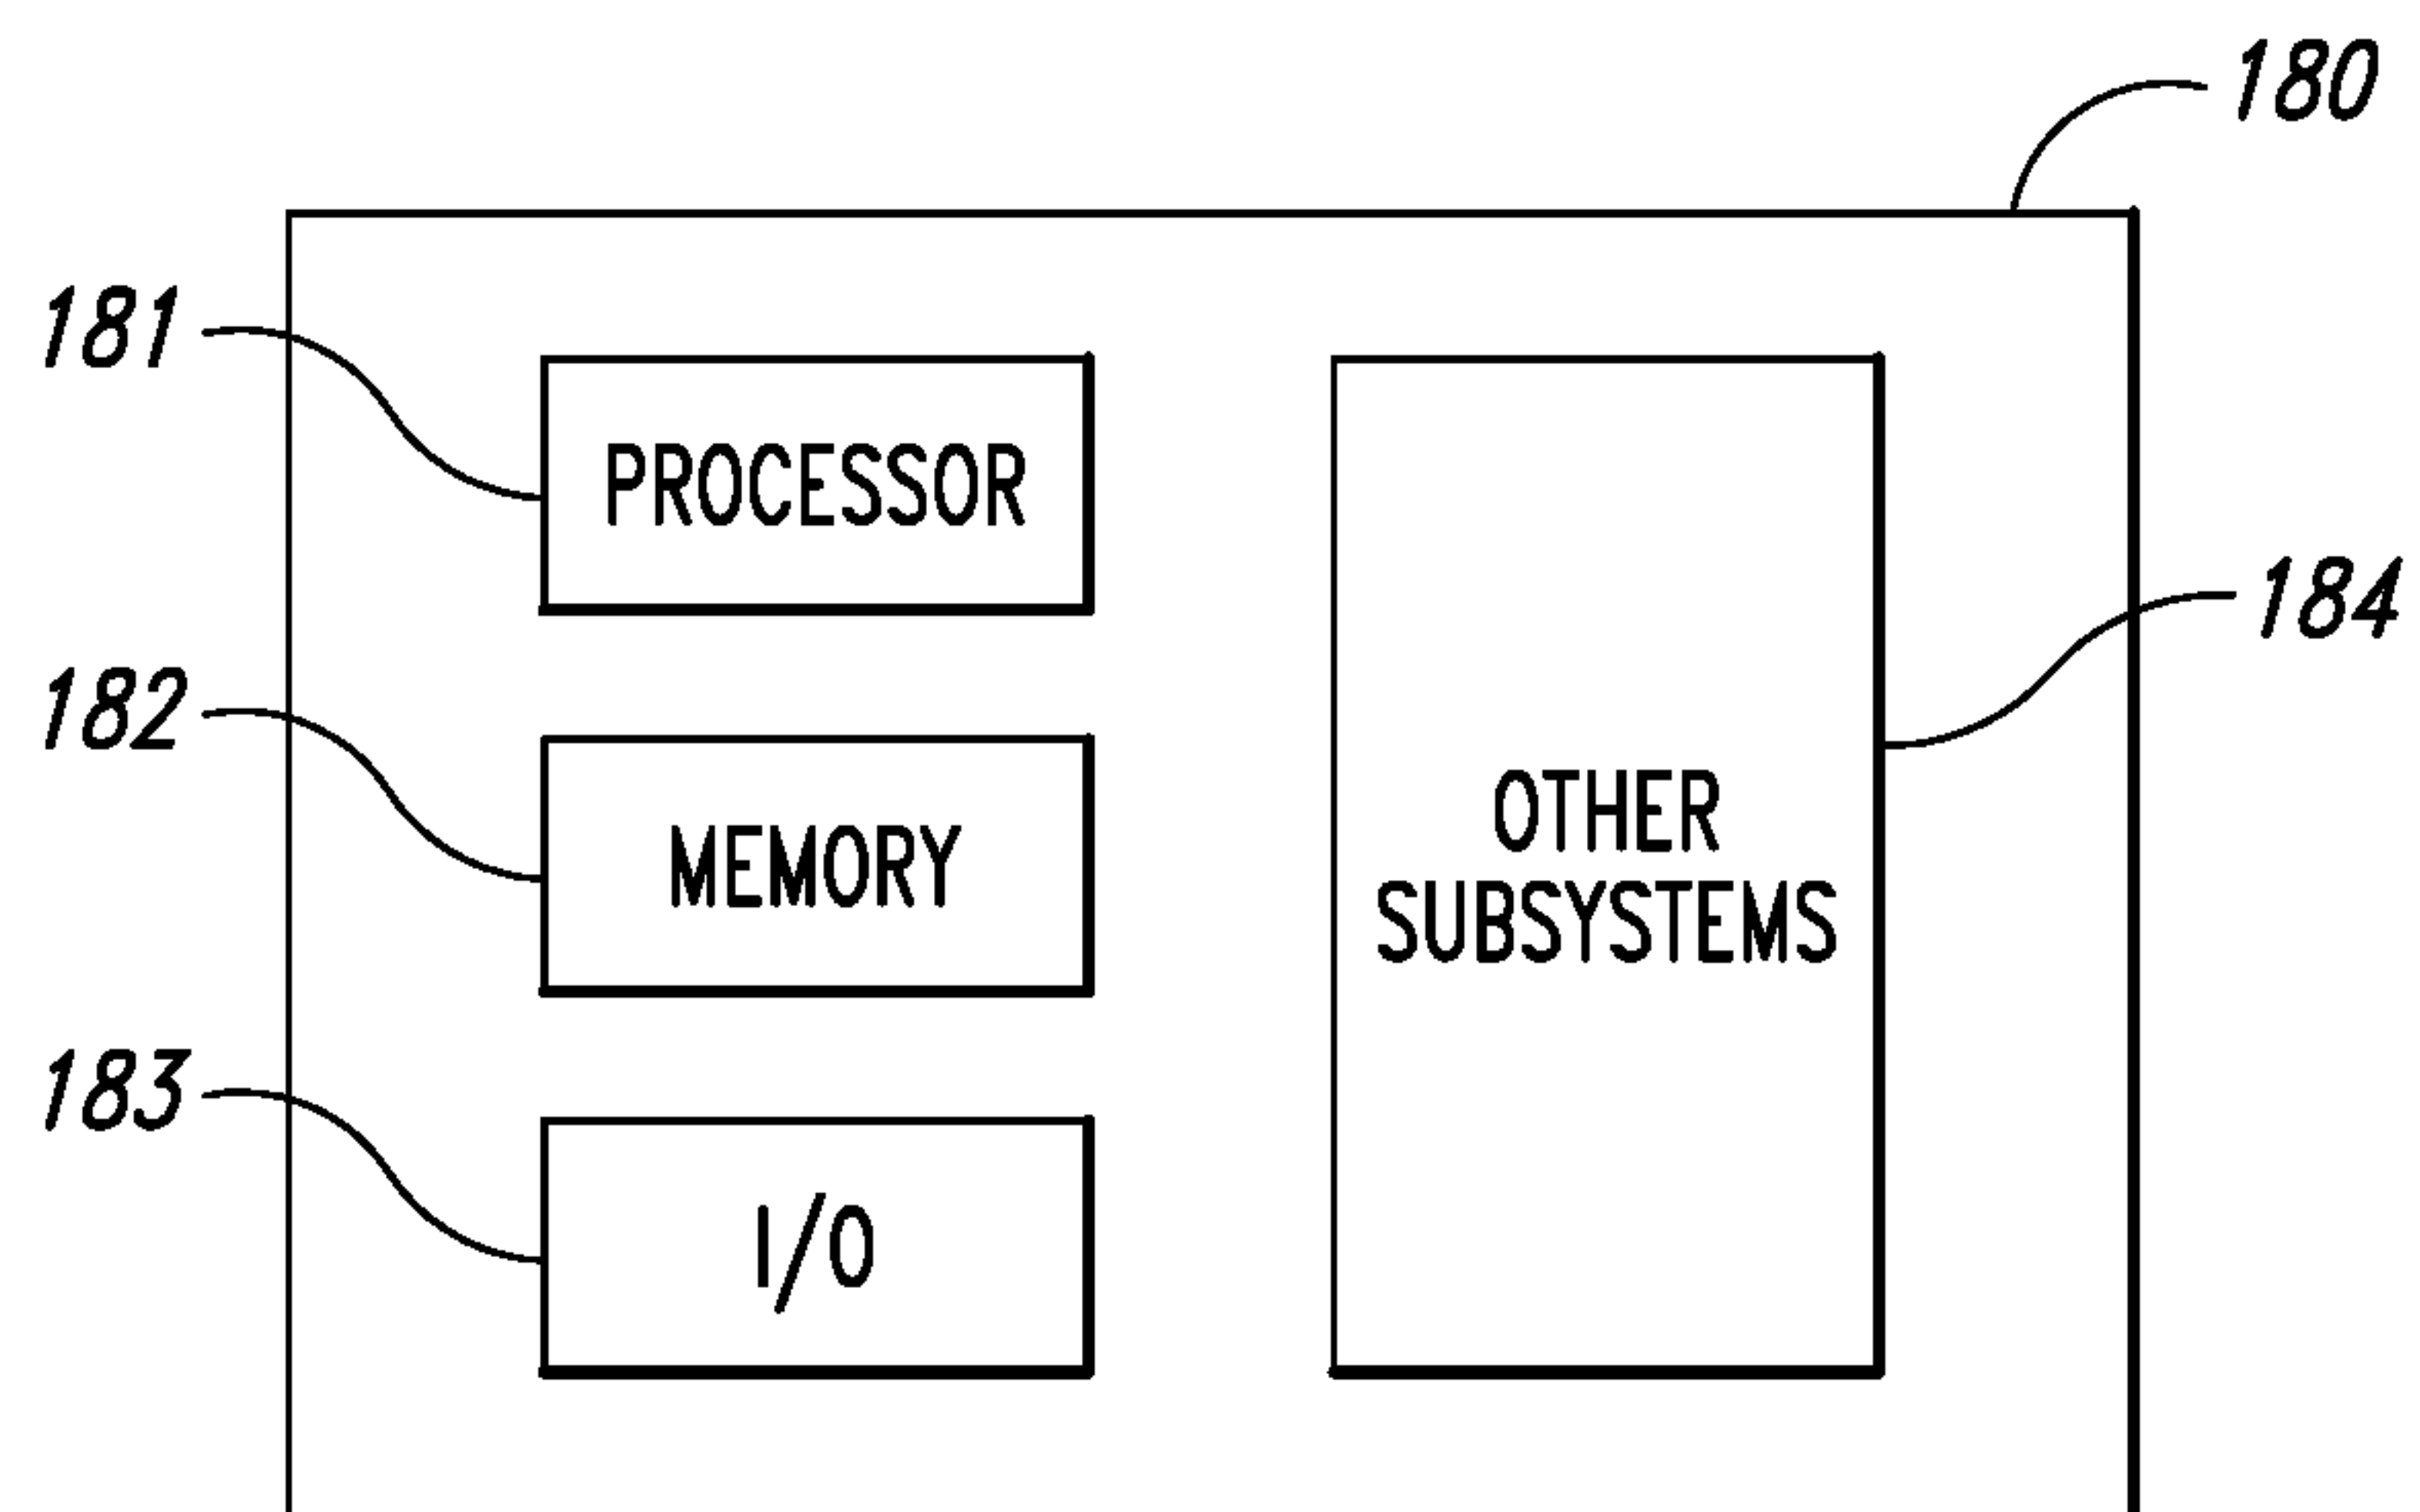 180
181
PROCESSOR
184
182
MEMORY
OTHER
SUBSYSTEMS
183
I/O